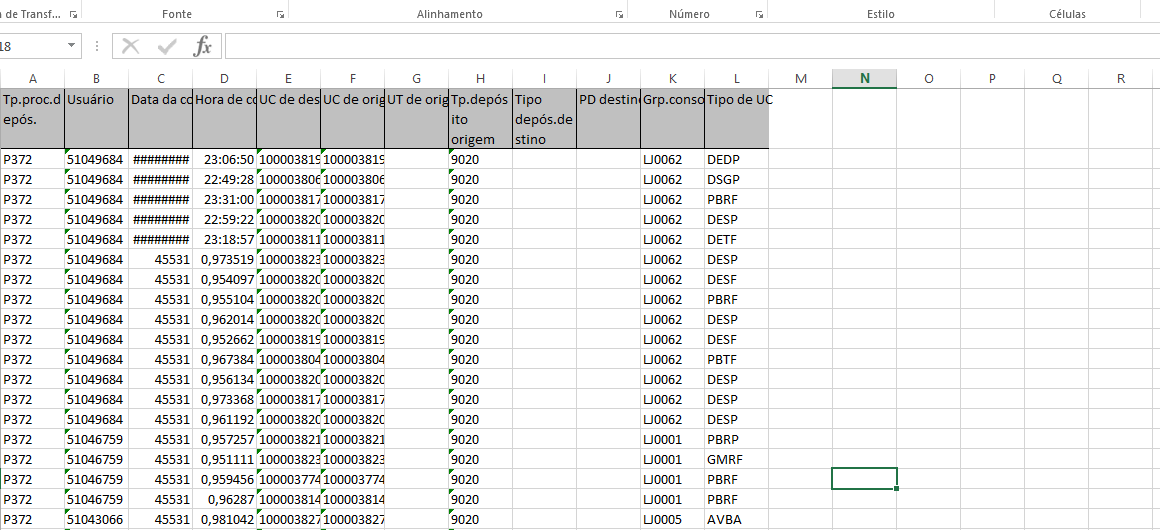 de Transf... Fonte Alinhamento Número Estilo Células
18 fx
A B C D E F G H I J K L M N O P Q R
Tp.proc.d Usuário Data da co Hora de co UC de des UC de orig UT de orig Tp.depós Tipo PD destin Grp.conso Tipo de UC
epós. ito depós.de
origem stino
P372 51049684 ######## 23:06:50 100003819 100003819 9020 LJ0062 DEDP
P372 51049684 ######## 22:49:28 100003806 100003806 9020 LJ0062 DSGP
P372 51049684 ######## 23:31:00 100003817 100003817 9020 LJ0062 PBRF
P372 51049684 ######## 22:59:22 100003820 100003820 9020 LJ0062 DESP
P372 51049684 ######## 23:18:57 100003811 100003811 9020 LJ0062 DETF
P372 51049684 45531 0,973519 100003823 100003823 9020 LJ0062 DESP
P372 51049684 45531 0,954097 100003820 100003820 9020 LJ0062 DESF
P372 51049684 45531 0,955104 100003820 100003820 9020 LJ0062 PBRF
P372 51049684 45531 0,962014 100003820 100003820 9020 LJ0062 DESP
P372 51049684 45531 0,952662 100003819 100003819 9020 LJ0062 DESF
P372 51049684 45531 0,967384 100003804 100003804 9020 LJ0062 PBTF
P372 51049684 45531 0,956134 100003820 100003820 9020 LJ0062 DESP
P372 51049684 45531 0,973368 100003817 100003817 9020 LJ0062 DESP
P372 51049684 45531 0,961192 100003820 100003820 9020 LJ0062 DESP
P372 51046759 45531 0,957257 100003821 100003821 9020 LJ0001 PBRP
P372 51046759 45531 0,951111 100003823 100003823 9020 LJ0001 GMRF
P372 51046759 45531 0,959456 100003774 100003774 9020 LJ0001 PBRF
P372 51046759 45531 0,96287 100003814 100003814 9020 LJ0001 PBRF
P372 51043066 45531 0,981042 100003827 100003827 9020 LJ0005 AVBA